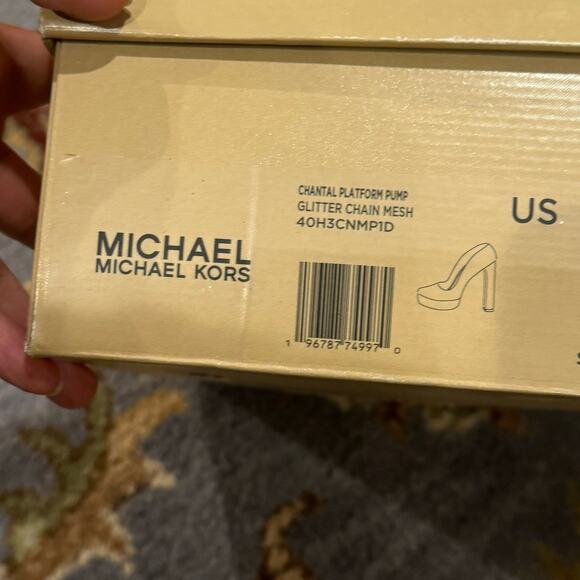 MICHAEL
MICHAEL KORS
CHANTAL PLATFORM PUMP
GLITTER CHAIN MESH
40H3CNMP1D
1 96787 74997 0
US